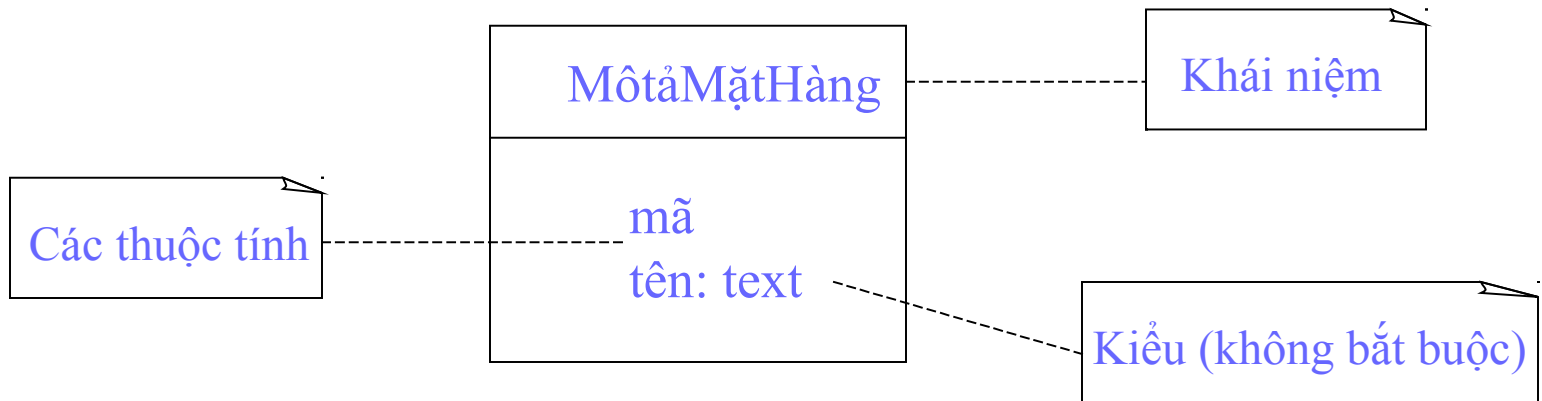 MôtảMặtHàng
Khái niệm
Các thuộc tính
mã
tên: text
Kiểu (không bắt buộc)